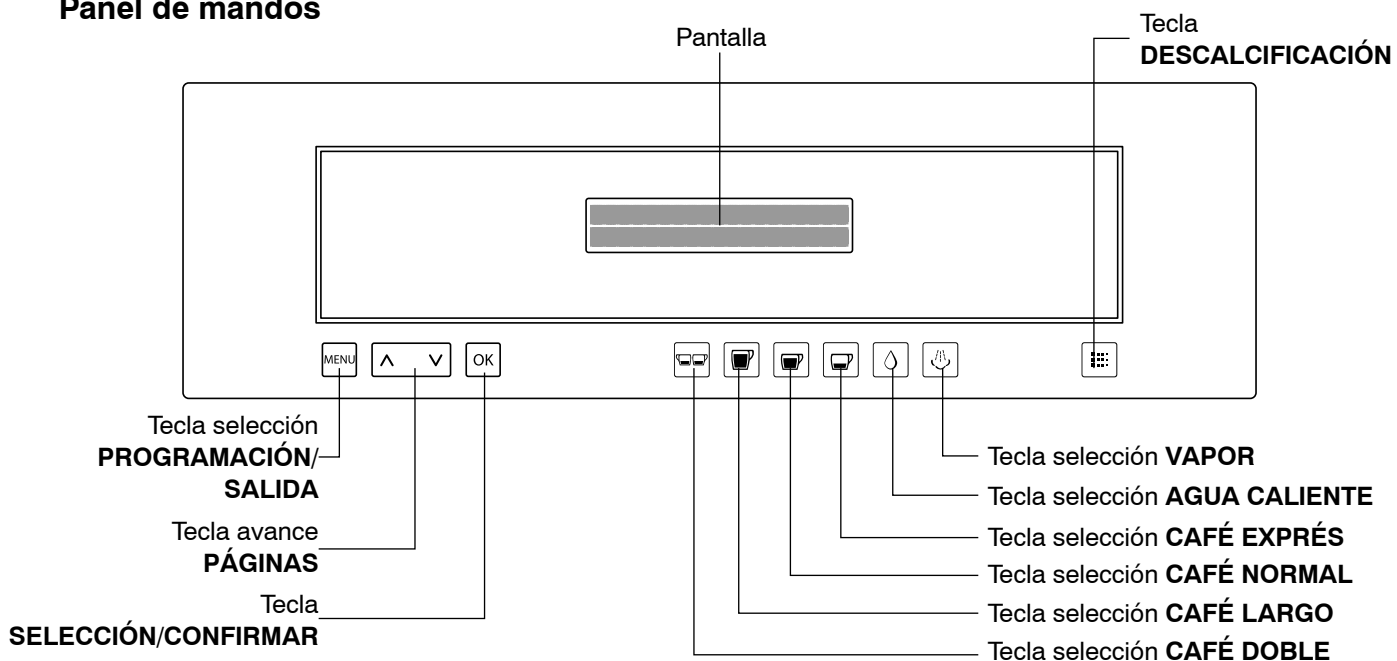 Panel de mandos
Pantalla
Tecla
DESCALCIFICACIÓN
MENU
OK
Tecla selección
PROGRAMACIÓN/
SALIDA
Tecla avance
PÁGINAS
Tecla
SELECCIÓN/CONFIRMAR
Tecla selección VAPOR
Tecla selección AGUA CALIENTE
Tecla selección CAFÉ EXPRÉS
Tecla selección CAFÉ NORMAL
Tecla selección CAFÉ LARGO
Tecla selección CAFÉ DOBLE